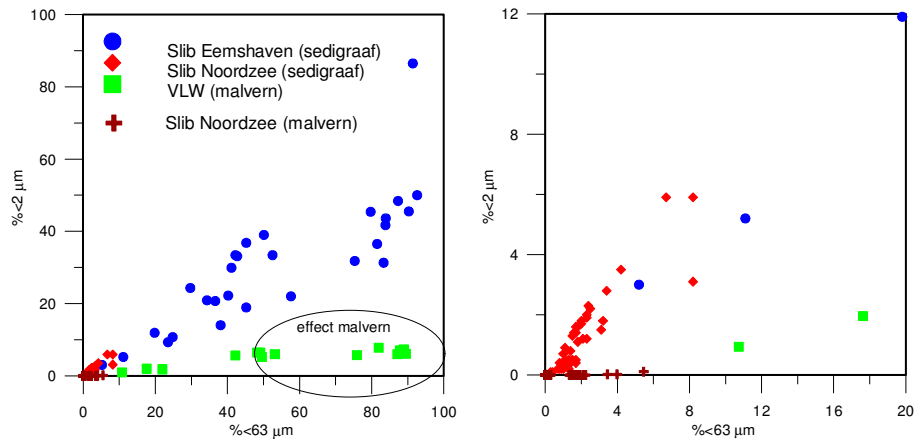 100
80
60
40
20
0
%<2 µm
Slib Eemshaven (sedigraaf)
Slib Noordzee (sedigraaf)
VLW (malvern)
Slib Noordzee (malvern)
effect malvern
0 20 40 60 80 100
%<63 µm
12
8
4
0
%<2 µm
0 4 8 12 16 20
%<63 µm